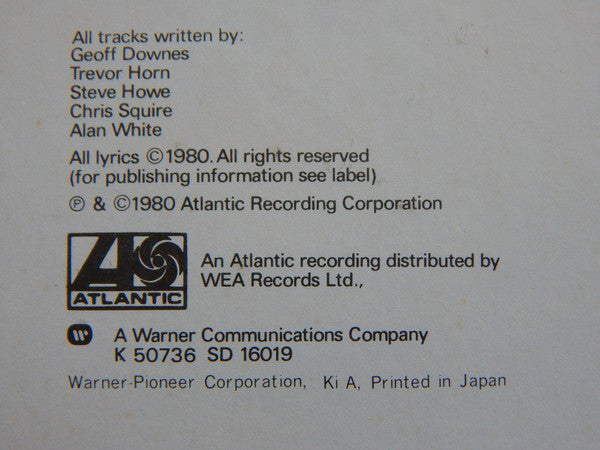 All tracks written by:
Geoff Downes
Trevor Horn
Steve Howe
Chris Squire
Alan White
All lyrics ©1980. All rights reserved
(for publishing information see label)
℗ & ©1980 Atlantic Recording Corporation
ATLANTIC
An Atlantic recording distributed by
WEA Records Ltd.,
A Warner Communications Company
K 50736 SD 16019
Warner-Pioneer Corporation, Ki A, Printed in Japan